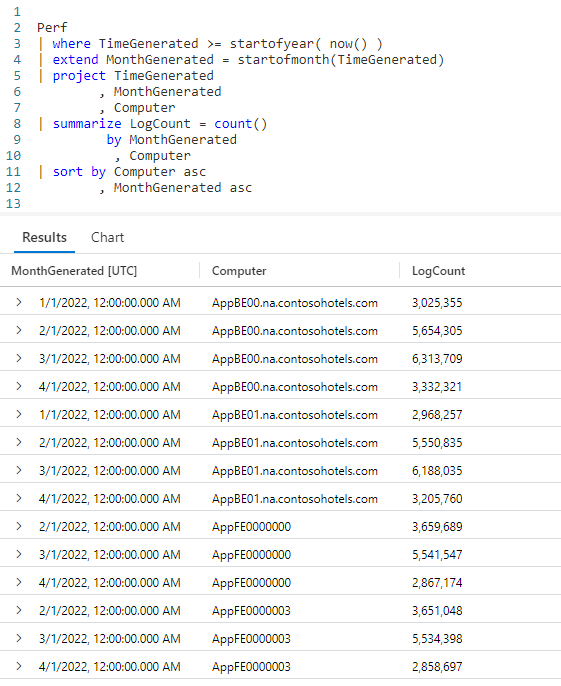 1
2 Perf
3 | where TimeGenerated >= startofyear( now() )
4 | extend MonthGenerated = startofmonth(TimeGenerated)
5 | project TimeGenerated
6 , MonthGenerated
7 , Computer
8 | summarize LogCount = count()
9 by MonthGenerated
10 , Computer
11 | sort by Computer asc
12 , MonthGenerated asc
13
Results Chart
MonthGenerated [UTC] Computer LogCount
> 1/1/2022, 12:00:00.000 AM AppBE00.na.contosohotels.com 3,025,355
> 2/1/2022, 12:00:00.000 AM AppBE00.na.contosohotels.com 5,654,305
> 3/1/2022, 12:00:00.000 AM AppBE00.na.contosohotels.com 6,313,709
> 4/1/2022, 12:00:00.000 AM AppBE00.na.contosohotels.com 3,332,321
> 1/1/2022, 12:00:00.000 AM AppBE01.na.contosohotels.com 2,968,257
> 2/1/2022, 12:00:00.000 AM AppBE01.na.contosohotels.com 5,550,835
> 3/1/2022, 12:00:00.000 AM AppBE01.na.contosohotels.com 6,188,035
> 4/1/2022, 12:00:00.000 AM AppBE01.na.contosohotels.com 3,205,760
> 2/1/2022, 12:00:00.000 AM AppFE0000000 3,659,689
> 3/1/2022, 12:00:00.000 AM AppFE0000000 5,541,547
> 4/1/2022, 12:00:00.000 AM AppFE0000000 2,867,174
> 2/1/2022, 12:00:00.000 AM AppFE0000003 3,651,048
> 3/1/2022, 12:00:00.000 AM AppFE0000003 5,534,398
> 4/1/2022, 12:00:00.000 AM AppFE0000003 2,858,697